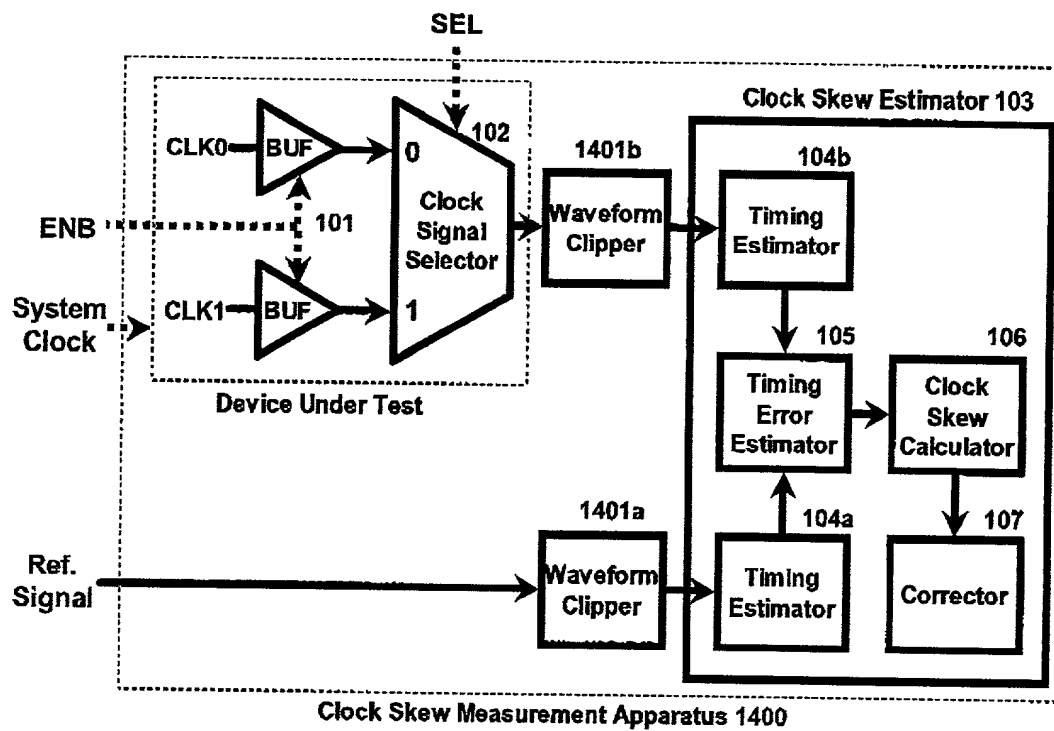 SEL
Clock Skew Estimator 103
CLK0
BUF
0
102
1401b
104b
ENB
101
Clock
Signal
Selector
Waveform
Clipper
Timing
Estimator
System
Clock
CLK1
BUF
1
105
106
Device Under Test
Timing
Error
Estimator
Clock
Skew
Calculator
1401a
104a
107
Ref.
Signal
Waveform
Clipper
Timing
Estimator
Corrector
Clock Skew Measurement Apparatus 1400